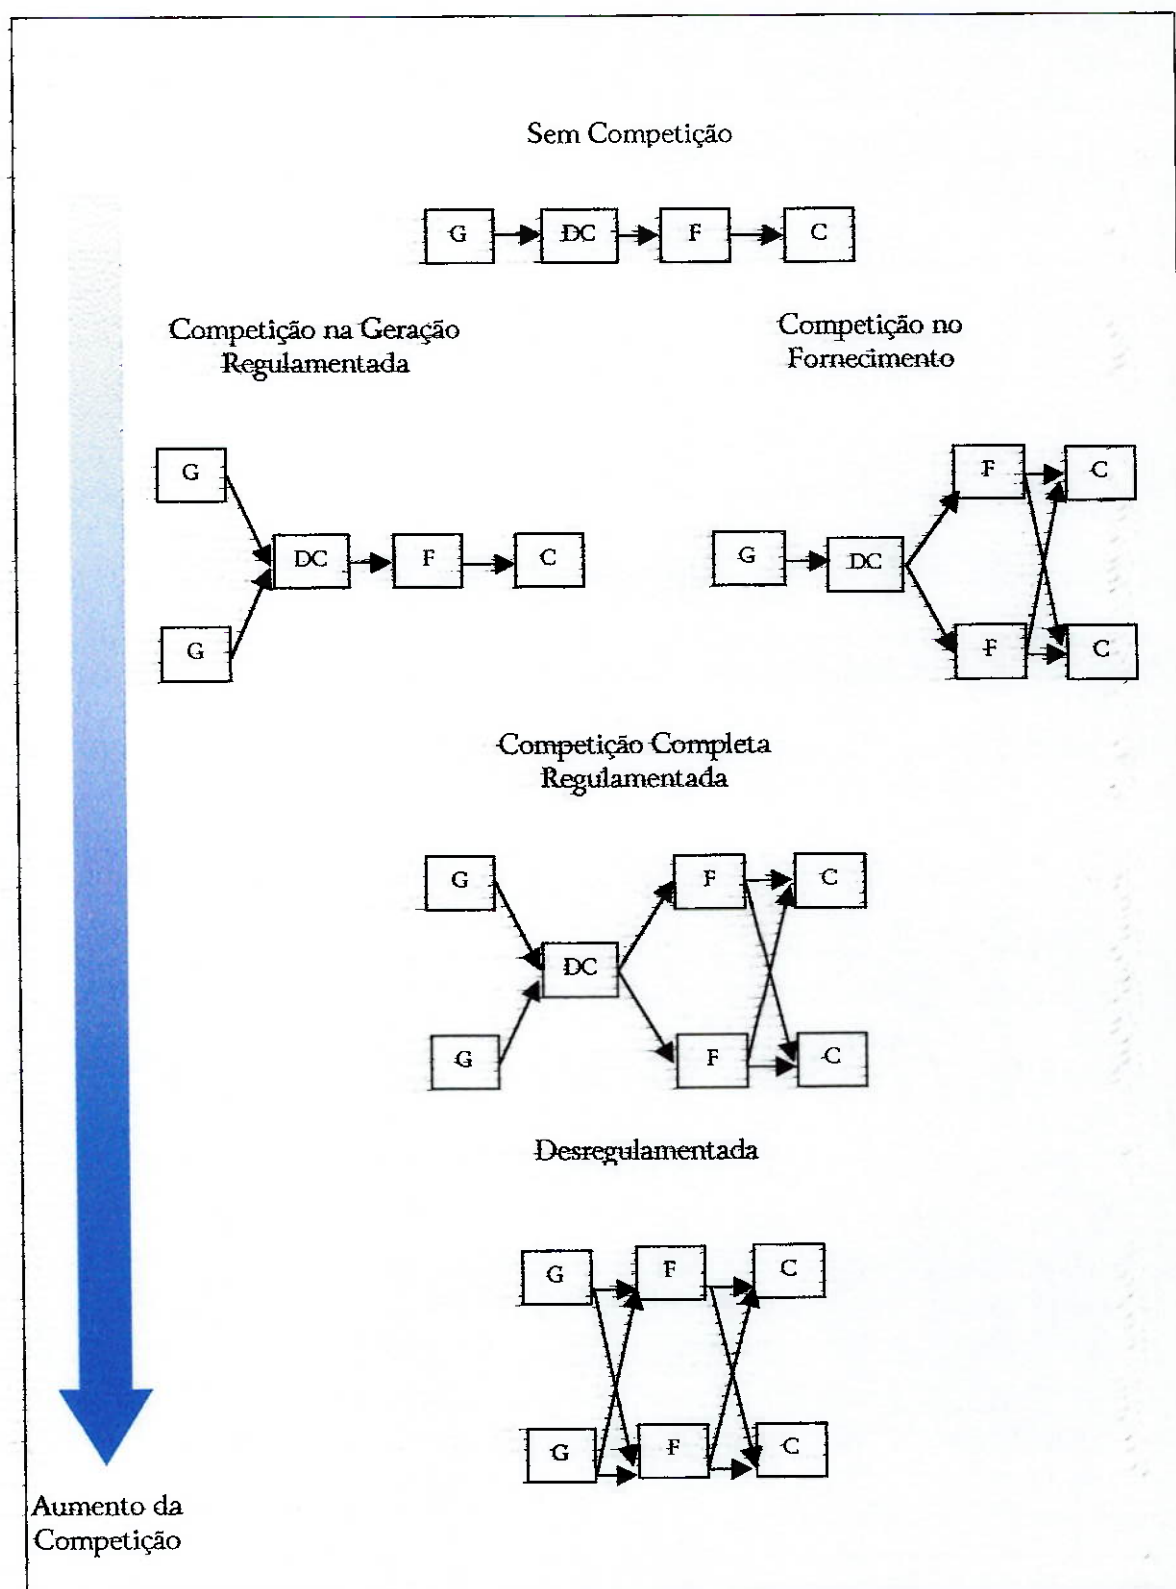 Sem Competição
G DC F C
Competição na Geração
Regulamentada
G
DC F C
G
Competição no
Fornecimento
F C
G DC
F C
Competição Completa
Regulamentada
G F C
DC
G F C
Desregulamentada
G F C
G F C
Aumento da
Competição